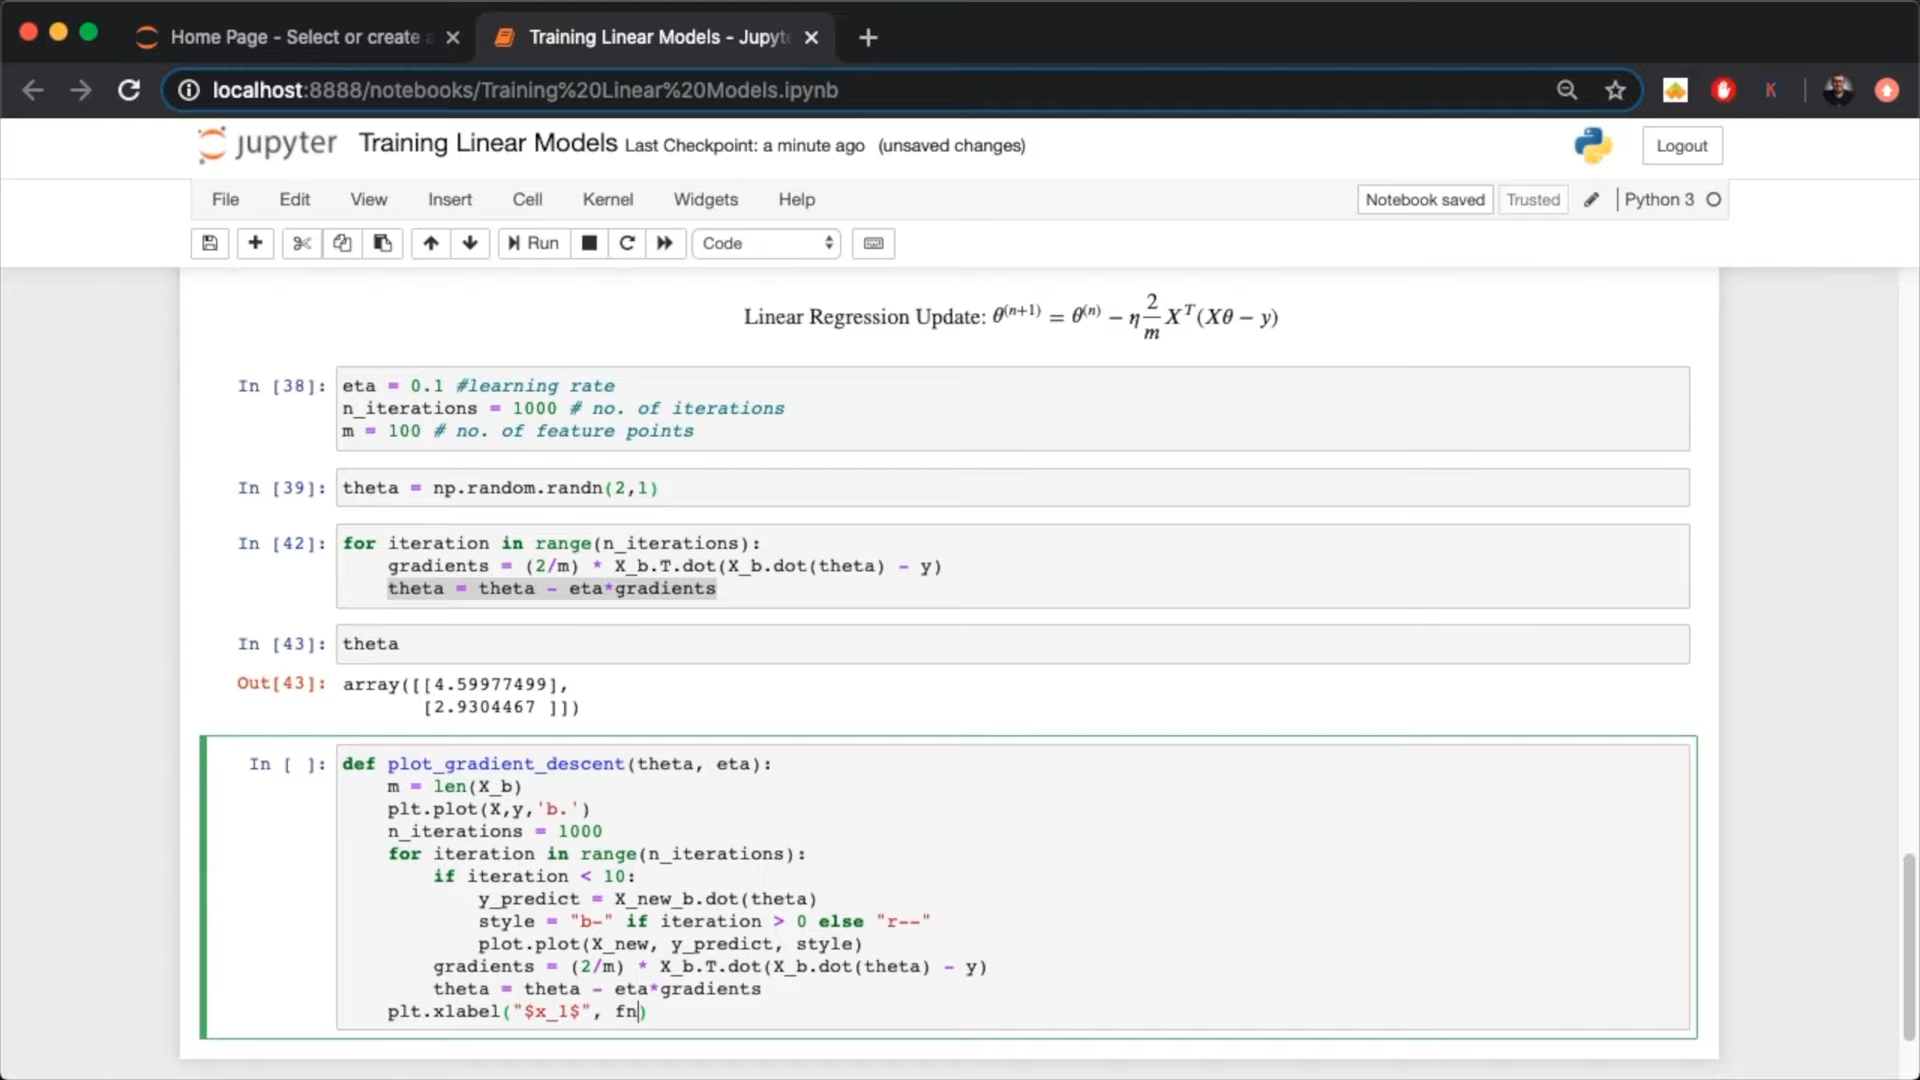 Home Page - Select or create a
Training Linear Models - Jupyt
localhost:8888/notebooks/Training%20Linear%20Models.ipynb
K
jupyter Training Linear Models Last Checkpoint: a minute ago (unsaved changes)
Logout
File Edit View Insert Cell Kernel Widgets Help
Notebook saved Trusted Python 3
Run Code
Linear Regression Update: θ^(n+1) = θ^(n) − η 2/m X^T (Xθ − y)
In [38]: eta = 0.1 #learning rate
n_iterations = 1000 # no. of iterations
m = 100 # no. of feature points
In [39]: theta = np.random.randn(2,1)
In [42]: for iteration in range(n_iterations):
gradients = (2/m) * X_b.T.dot(X_b.dot(theta) - y)
theta = theta - eta*gradients
In [43]: theta
Out[43]: array([[4.59977499],
[2.9304467 ]])
In [ ]: def plot_gradient_descent(theta, eta):
m = len(X_b)
plt.plot(X,y,'b.')
n_iterations = 1000
for iteration in range(n_iterations):
if iteration < 10:
y_predict = X_new_b.dot(theta)
style = "b-" if iteration > 0 else "r--"
plot.plot(X_new, y_predict, style)
gradients = (2/m) * X_b.T.dot(X_b.dot(theta) - y)
theta = theta - eta*gradients
plt.xlabel("$x_1$", fn)